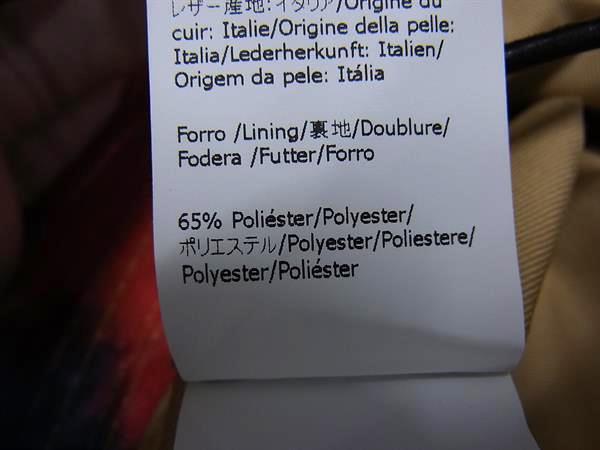 レザー産地:イタリア/Origine du
cuir: Italie/Origine della pelle:
Italia/Lederherkunft: Italien/
Origem da pele: Itália
Forro /Lining/裏地/Doublure/
Fodera /Futter/Forro
65% Poliéster/Polyester/
ポリエステル/Polyester/Poliestere/
Polyester/Poliéster